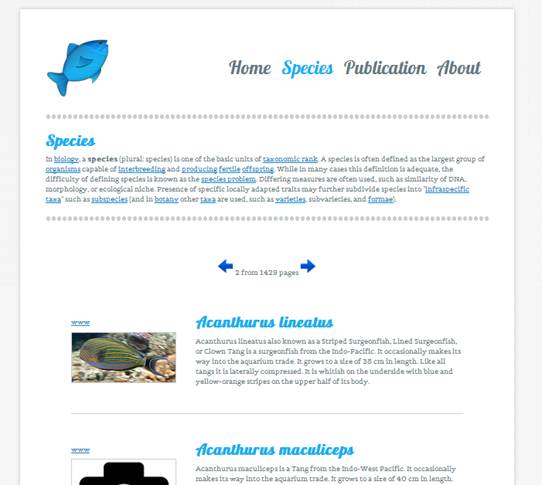 Home Species Publication About
Species
In biology, a species (plural: species) is one of the basic units of taxonomic rank. A species is often defined as the largest group of
organisms capable of interbreeding and producing fertile offspring. While in many cases this definition is adequate, the
difficulty of defining species is known as the species problem. Differing measures are often used, such as similarity of DNA,
morphology, or ecological niche. Presence of specific locally adapted traits may further subdivide species into "infraspecific
taxa" such as subspecies (and in botany other taxa are used, such as varieties, subvarieties, and formae).
2 from 1429 pages
www
Acanthurus lineatus
Acanthurus lineatus also known as a Striped Surgeonfish, Lined Surgeonfish,
or Clown Tang is a surgeonfish from the Indo-Pacific. It occasionally makes its
way into the aquarium trade. It grows to a size of 38 cm in length. Like all
tangs it is laterally compressed. It is whitish on the underside with blue and
yellow-orange stripes on the upper half of its body.
www
Acanthurus maculiceps
Acanthurus maculiceps is a Tang from the Indo-West Pacific. It occasionally
makes its way into the aquarium trade. It grows to a size of 40 cm in length.